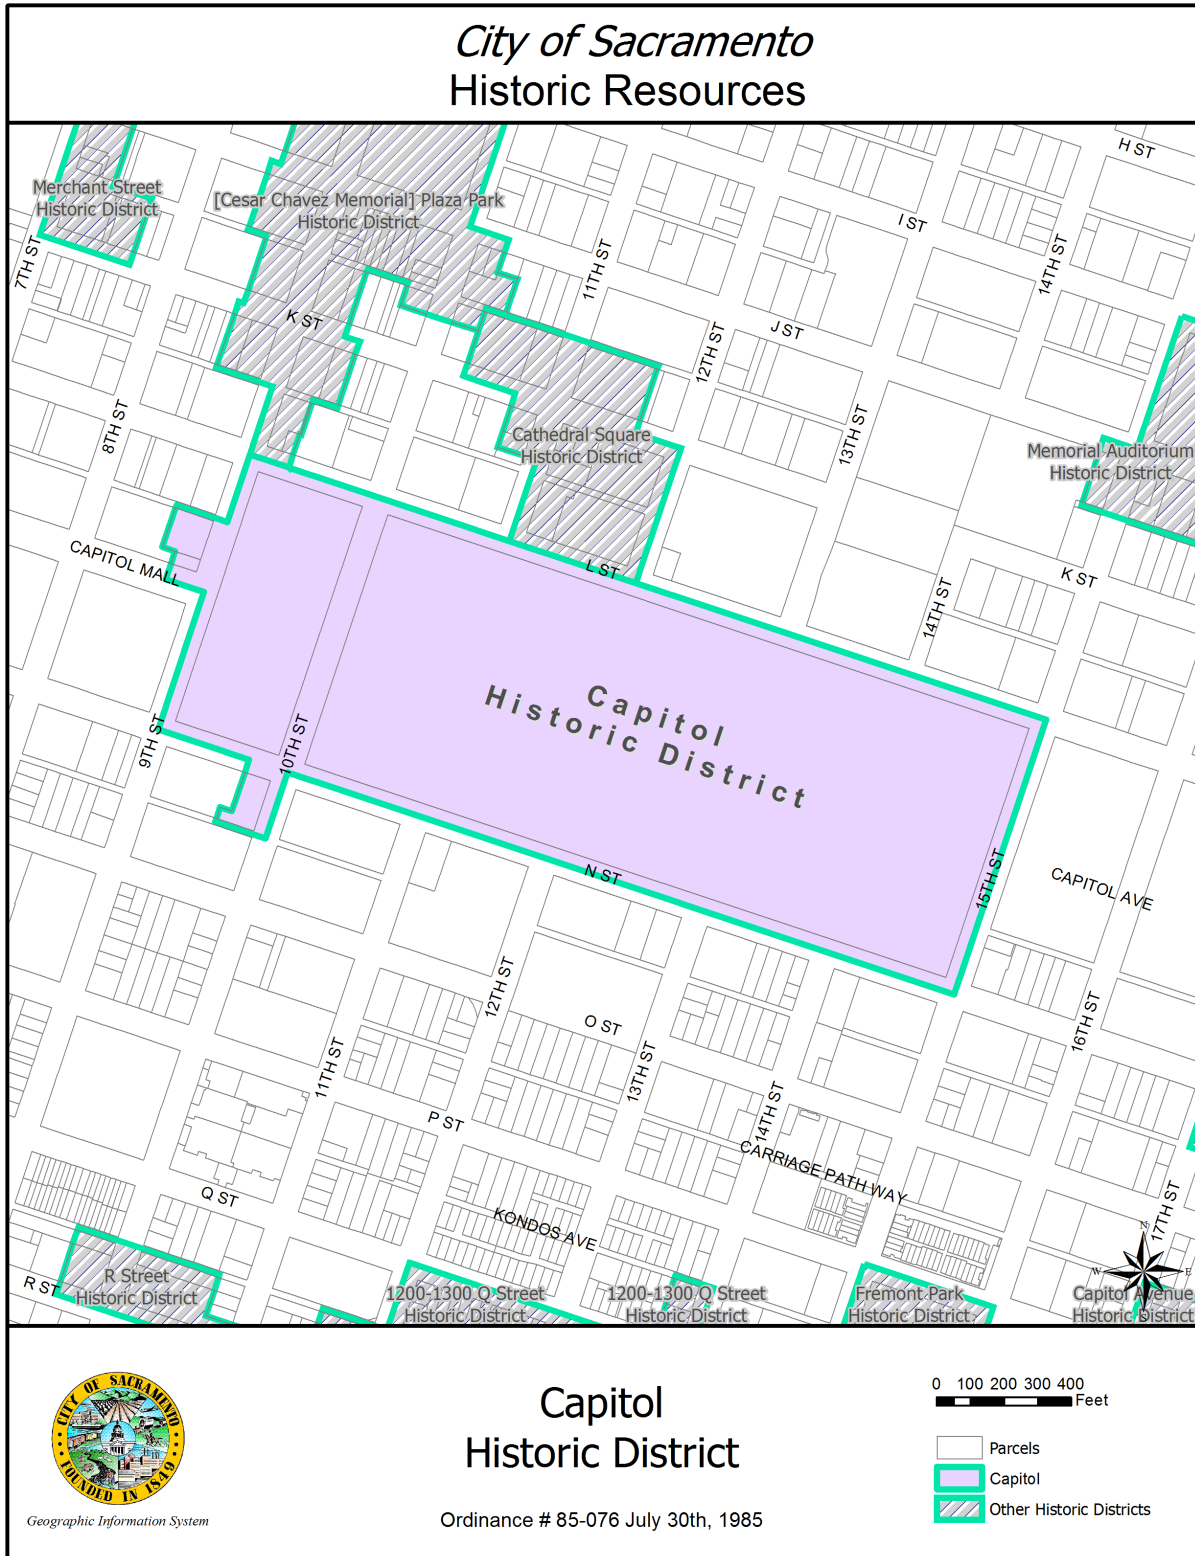 City of Sacramento
Historic Resources
H ST
Merchant Street
Historic District
[Cesar Chavez Memorial] Plaza Park
Historic District
I ST
7TH ST
11TH ST
14TH ST
K ST
J ST
12TH ST
8TH ST
13TH ST
Cathedral Square
Historic District
Memorial Auditorium
Historic District
CAPITOL MALL
L ST
K ST
14TH ST
Capitol
Historic District
9TH ST
10TH ST
N ST
15TH ST
CAPITOL AVE
12TH ST
O ST
16TH ST
11TH ST
13TH ST
14TH ST
P ST
CARRIAGE PATH WAY
Q ST
KONDOS AVE
17TH ST
N
W
E
S
R ST
R Street
Historic District
1200-1300 Q Street
Historic District
1200-1300 Q Street
Historic District
Fremont Park
Historic District
Capitol Avenue
Historic District
CITY OF SACRAMENTO
FOUNDED IN 1849
Geographic Information System
Capitol
Historic District
Ordinance # 85-076 July 30th, 1985
0 100 200 300 400
Feet
Parcels
Capitol
Other Historic Districts